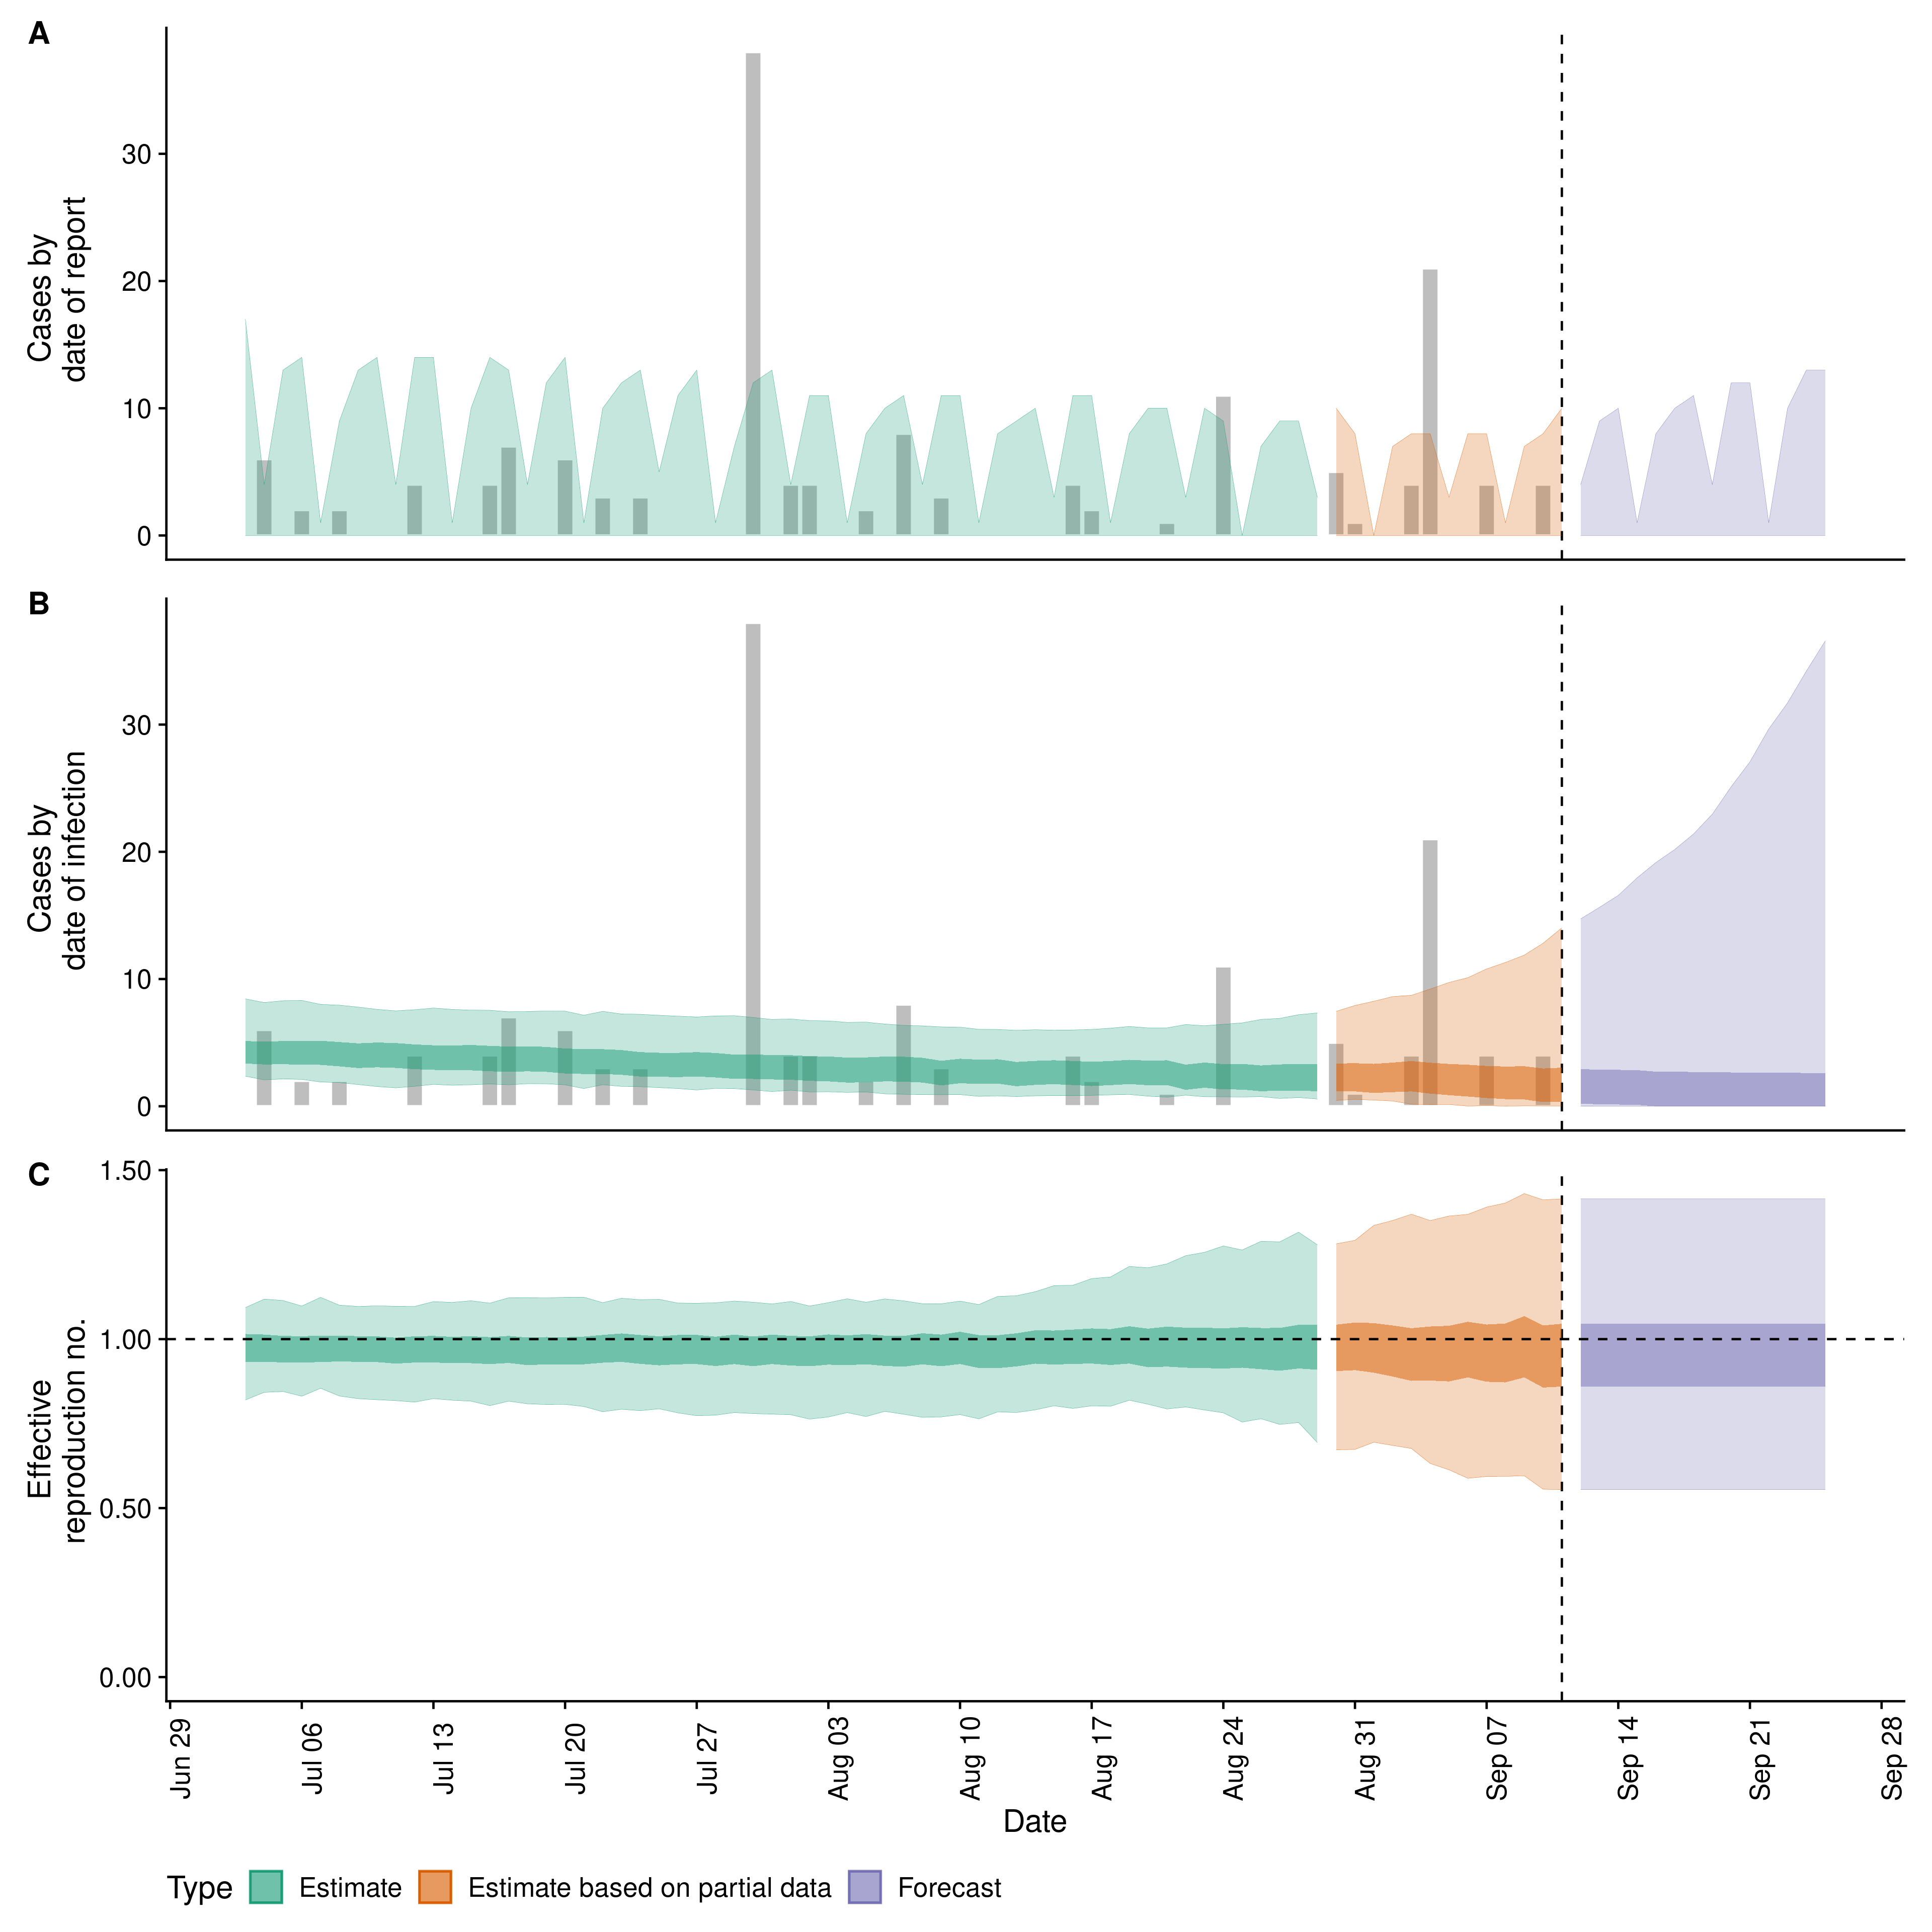 A
Cases by
date of report
30
20
10
0
B
Cases by
date of infection
30
20
10
0
C
Effective
reproduction no.
1.50
1.00
0.50
0.00
Jun 29
Jul 06
Jul 13
Jul 20
Jul 27
Aug 03
Aug 10
Aug 17
Aug 24
Aug 31
Sep 07
Sep 14
Sep 21
Sep 28
Date
Type Estimate Estimate based on partial data Forecast